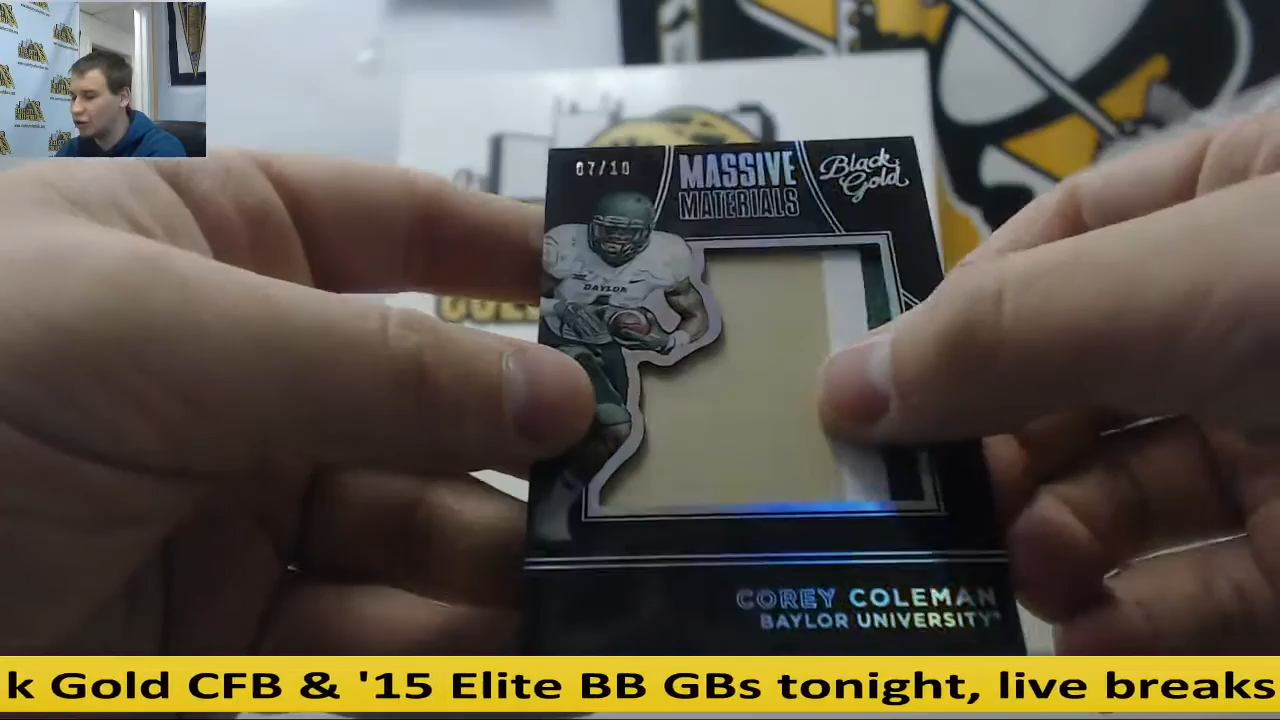 07/10
MASSIVE
MATERIALS
Black
Gold
BAYLOR
COREY COLEMAN
BAYLOR UNIVERSITY
k Gold CFB & '15 Elite BB GBs tonight, live breaks